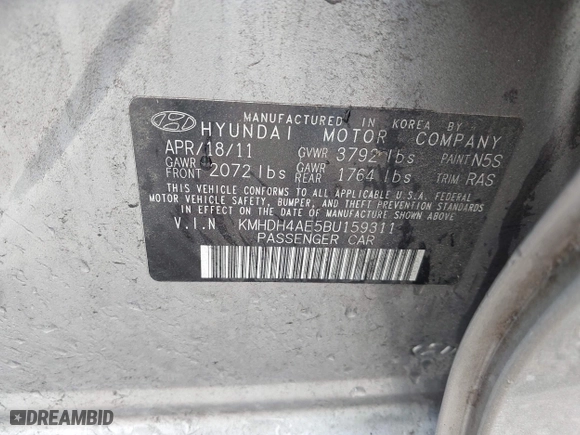 MANUFACTURED IN KOREA BY
HYUNDAI MOTOR COMPANY
APR/18/11 GVWR 3792 lbs PAINT N5S
GAWR FRONT 2072 lbs GAWR REAR 1764 lbs TRIM RAS
THIS VEHICLE CONFORMS TO ALL APPLICABLE U.S.A. FEDERAL
MOTOR VEHICLE SAFETY, BUMPER, AND THEFT PREVENTION STANDARDS
IN EFFECT ON THE DATE OF MANUFACTURE SHOWN ABOVE.
V.I.N KMHDH4AE5BU159311
PASSENGER CAR
DREAMBID